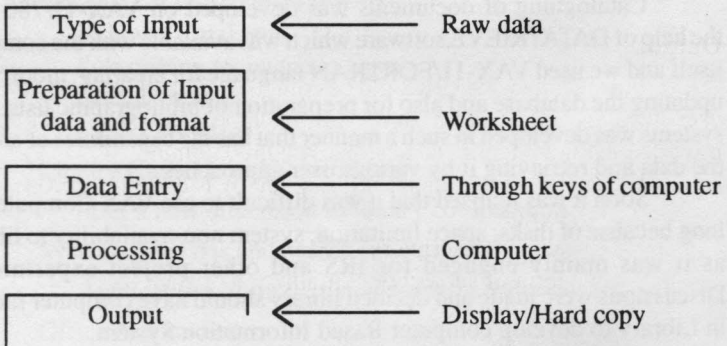 Type of Input Raw data
Preparation of Input
data and format Worksheet
Data Entry Through keys of computer
Processing Computer
Output Display/Hard copy